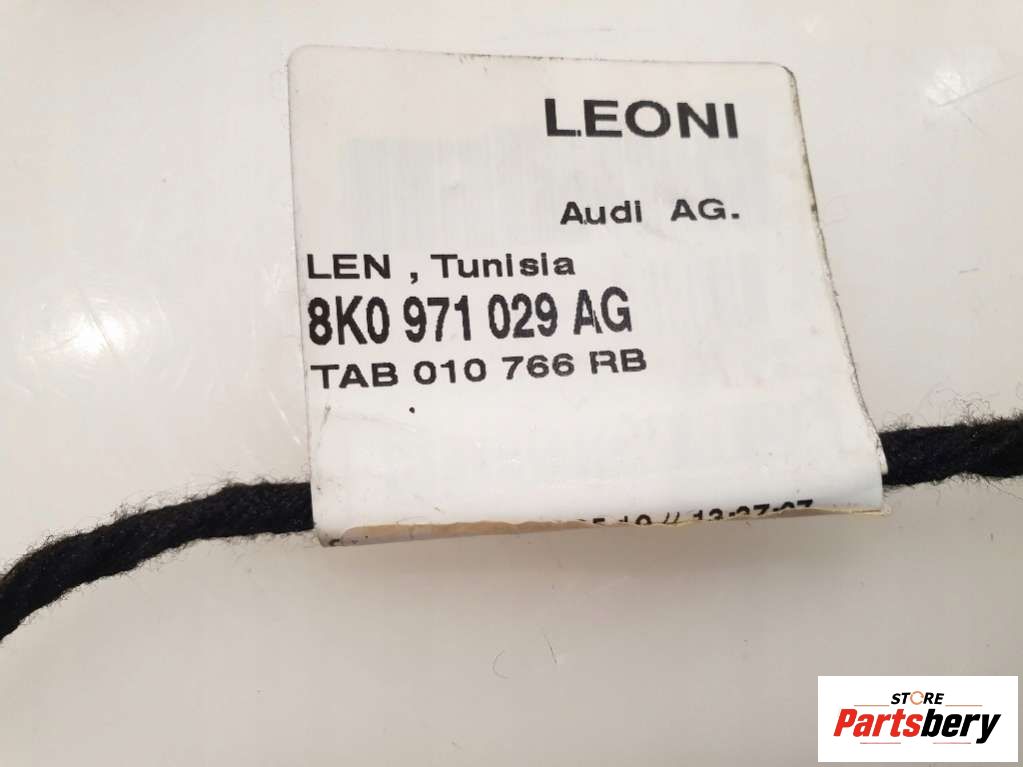 LEONI
Audi AG.
LEN , Tunisia
8K0 971 029 AG
TAB 010 766 RB
STORE
Partsbery